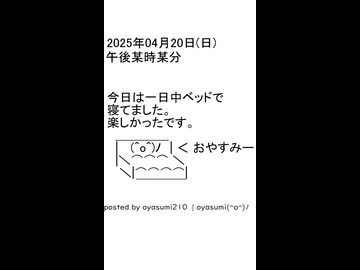 2025年04月20日(日)
午後某時某分
今日は一日中ベッドで
寝てました。
楽しかったです。
|￣￣￣￣￣￣|
|　(^o^)ﾉ　| < おやすみー
|＼⌒⌒⌒＼
＼|⌒⌒⌒⌒|
posted by oyasumi210 | oyasumi(^o^)ﾉ